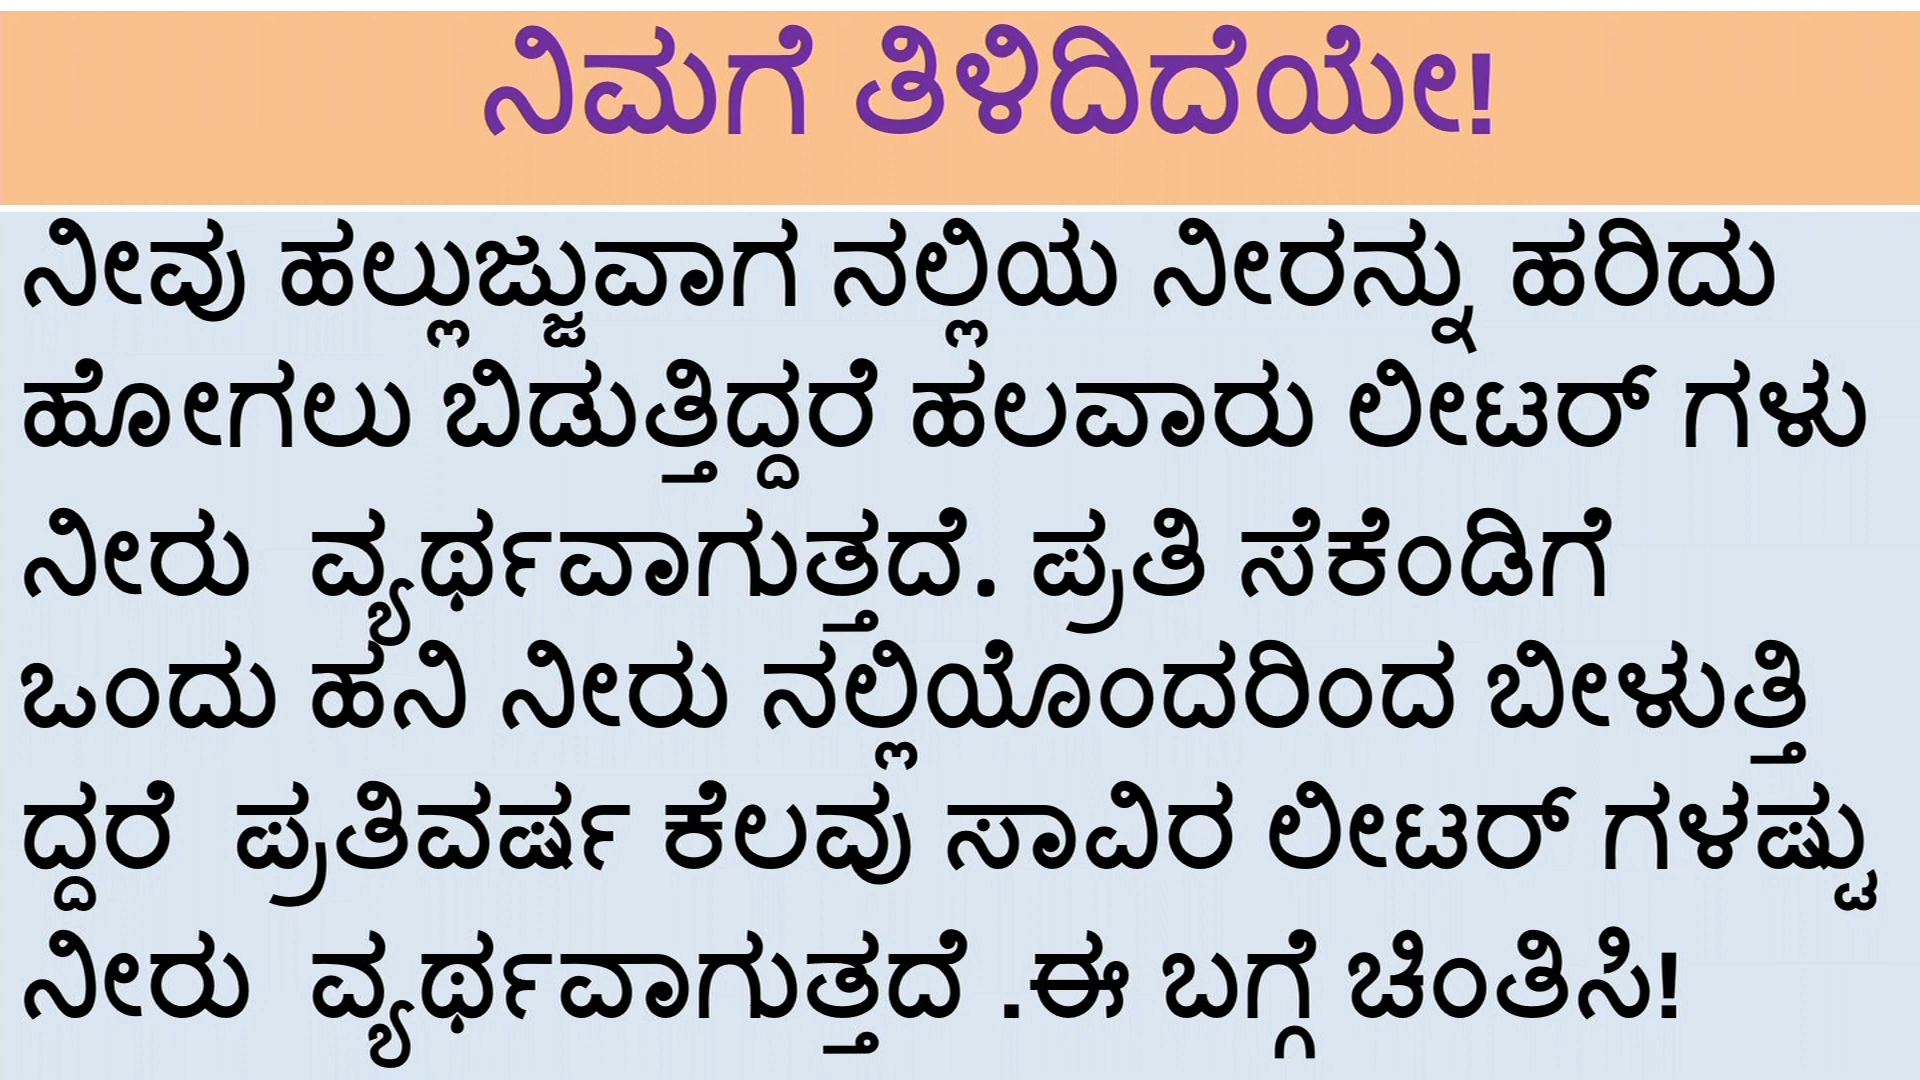 ನಿಮಗೆ ತಿಳಿದಿದೆಯೇ!
ನೀವು ಹಲ್ಲುಜ್ಜುವಾಗ ನಲ್ಲಿಯ ನೀರನ್ನು ಹರಿದು
ಹೋಗಲು ಬಿಡುತ್ತಿದ್ದರೆ ಹಲವಾರು ಲೀಟರ್ ಗಳು
ನೀರು ವ್ಯರ್ಥವಾಗುತ್ತದೆ. ಪ್ರತಿ ಸೆಕೆಂಡಿಗೆ
ಒಂದು ಹನಿ ನೀರು ನಲ್ಲಿಯೊಂದರಿಂದ ಬೀಳುತ್ತಿ
ದ್ದರೆ ಪ್ರತಿವರ್ಷ ಕೆಲವು ಸಾವಿರ ಲೀಟರ್ ಗಳಷ್ಟು
ನೀರು ವ್ಯರ್ಥವಾಗುತ್ತದೆ .ಈ ಬಗ್ಗೆ ಚಿಂತಿಸಿ!